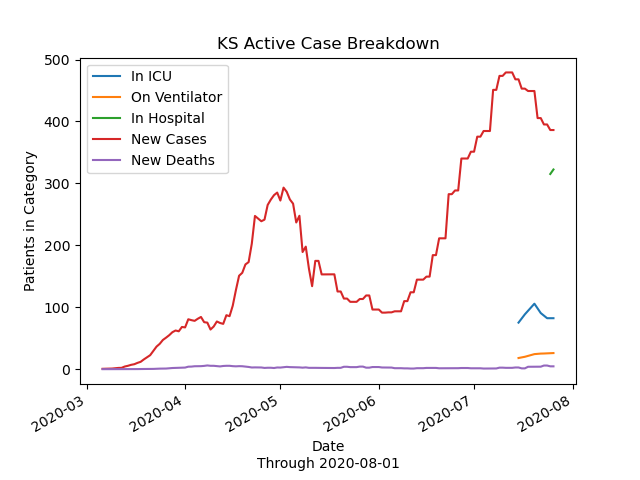 KS Active Case Breakdown
In ICU
On Ventilator
In Hospital
New Cases
New Deaths
Patients in Category
500
400
300
200
100
0
2020-03
2020-04
2020-05
2020-06
2020-07
2020-08
Date
Through 2020-08-01